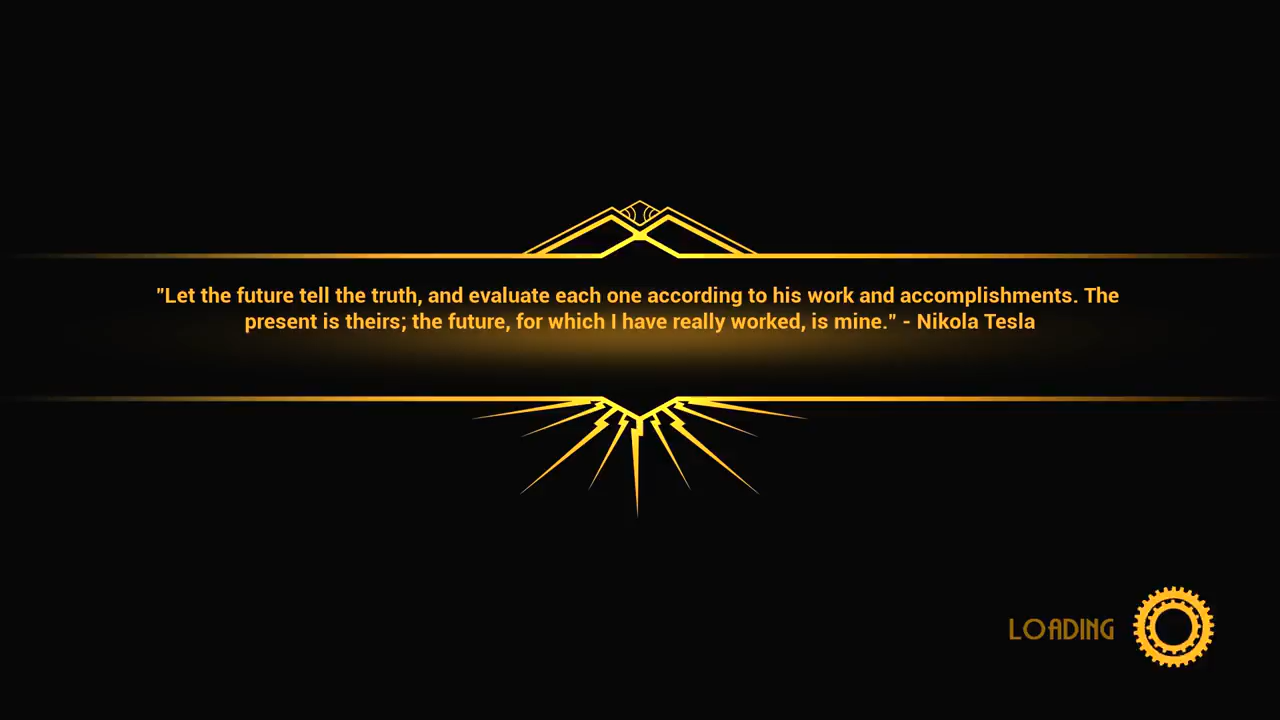 "Let the future tell the truth, and evaluate each one according to his work and accomplishments. The
present is theirs; the future, for which I have really worked, is mine." - Nikola Tesla
LOADING